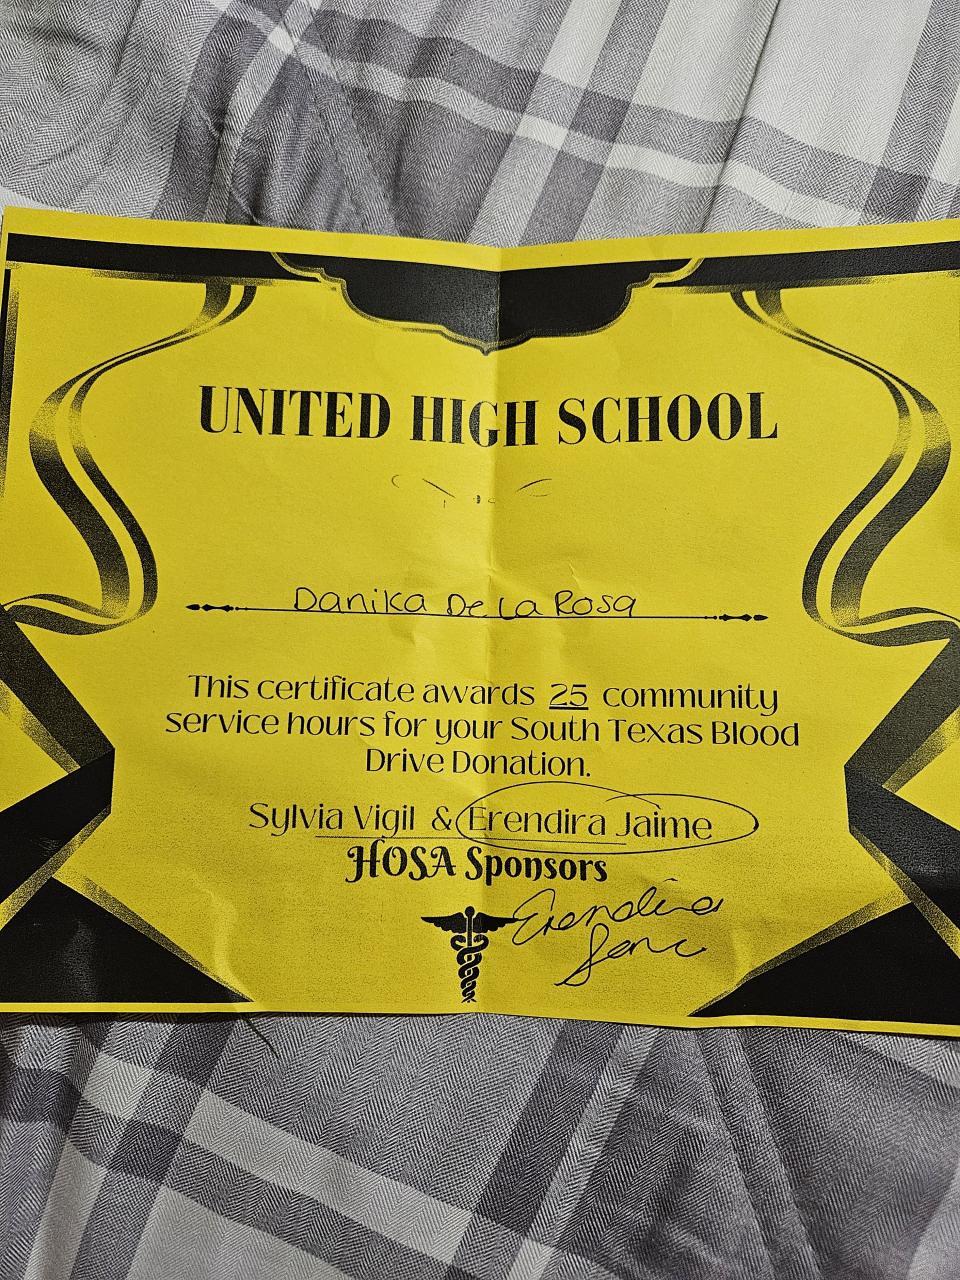 UNITED HIGH SCHOOL
Danika De La Rosa
This certificate awards 25 community
service hours for your South Texas Blood
Drive Donation.
Sylvia Vigil & Erendira Jaime
HOSA Sponsors
Erendira